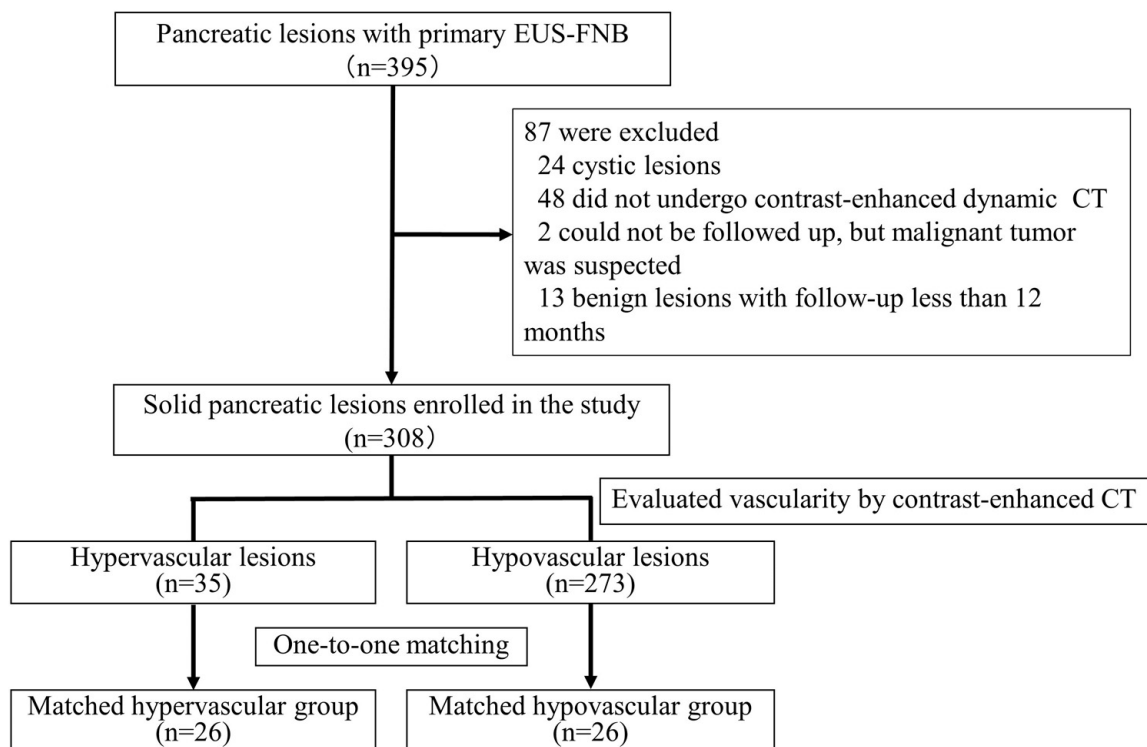 Pancreatic lesions with primary EUS-FNB
（n=395)
87 were excluded
24 cystic lesions
48 did not undergo contrast-enhanced dynamic CT
2 could not be followed up, but malignant tumor
was suspected
13 benign lesions with follow-up less than 12
months
Solid pancreatic lesions enrolled in the study
(n=308）
Evaluated vascularity by contrast-enhanced CT
Hypervascular lesions
(n=35)
Hypovascular lesions
(n=273)
One-to-one matching
Matched hypervascular group
(n=26)
Matched hypovascular group
(n=26)